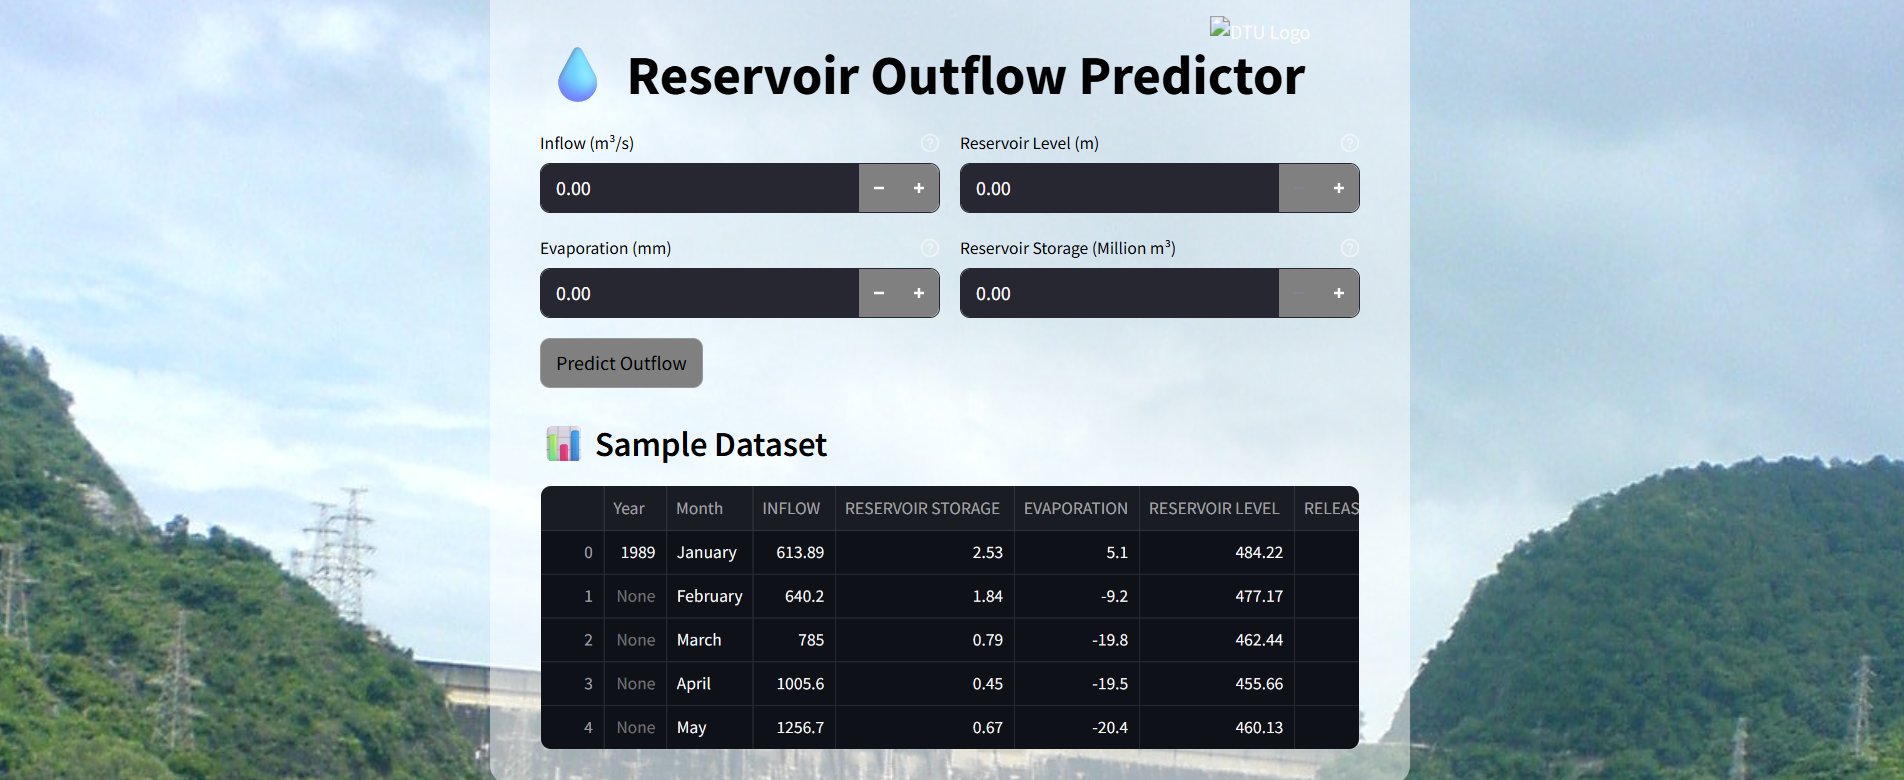 DTU Logo
Reservoir Outflow Predictor
Inflow (m³/s)
Reservoir Level (m)
0.00
0.00
Evaporation (mm)
Reservoir Storage (Million m³)
0.00
0.00
Predict Outflow
Sample Dataset
Year Month INFLOW RESERVOIR STORAGE EVAPORATION RESERVOIR LEVEL RELEAS
0 1989 January 613.89 2.53 5.1 484.22
1 None February 640.2 1.84 -9.2 477.17
2 None March 785 0.79 -19.8 462.44
3 None April 1005.6 0.45 -19.5 455.66
4 None May 1256.7 0.67 -20.4 460.13